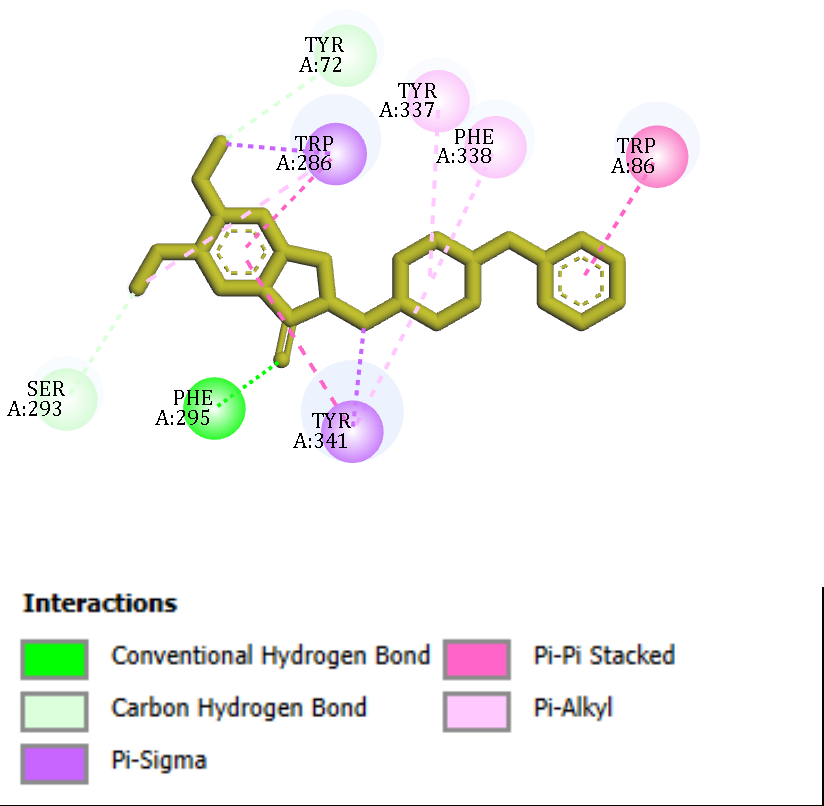 TYR
A:72
TYR
A:337
PHE
A:338
TRP
A:286
TRP
A:86
SER
A:293
PHE
A:295
TYR
A:341
Interactions
Conventional Hydrogen Bond
Pi-Pi Stacked
Carbon Hydrogen Bond
Pi-Alkyl
Pi-Sigma